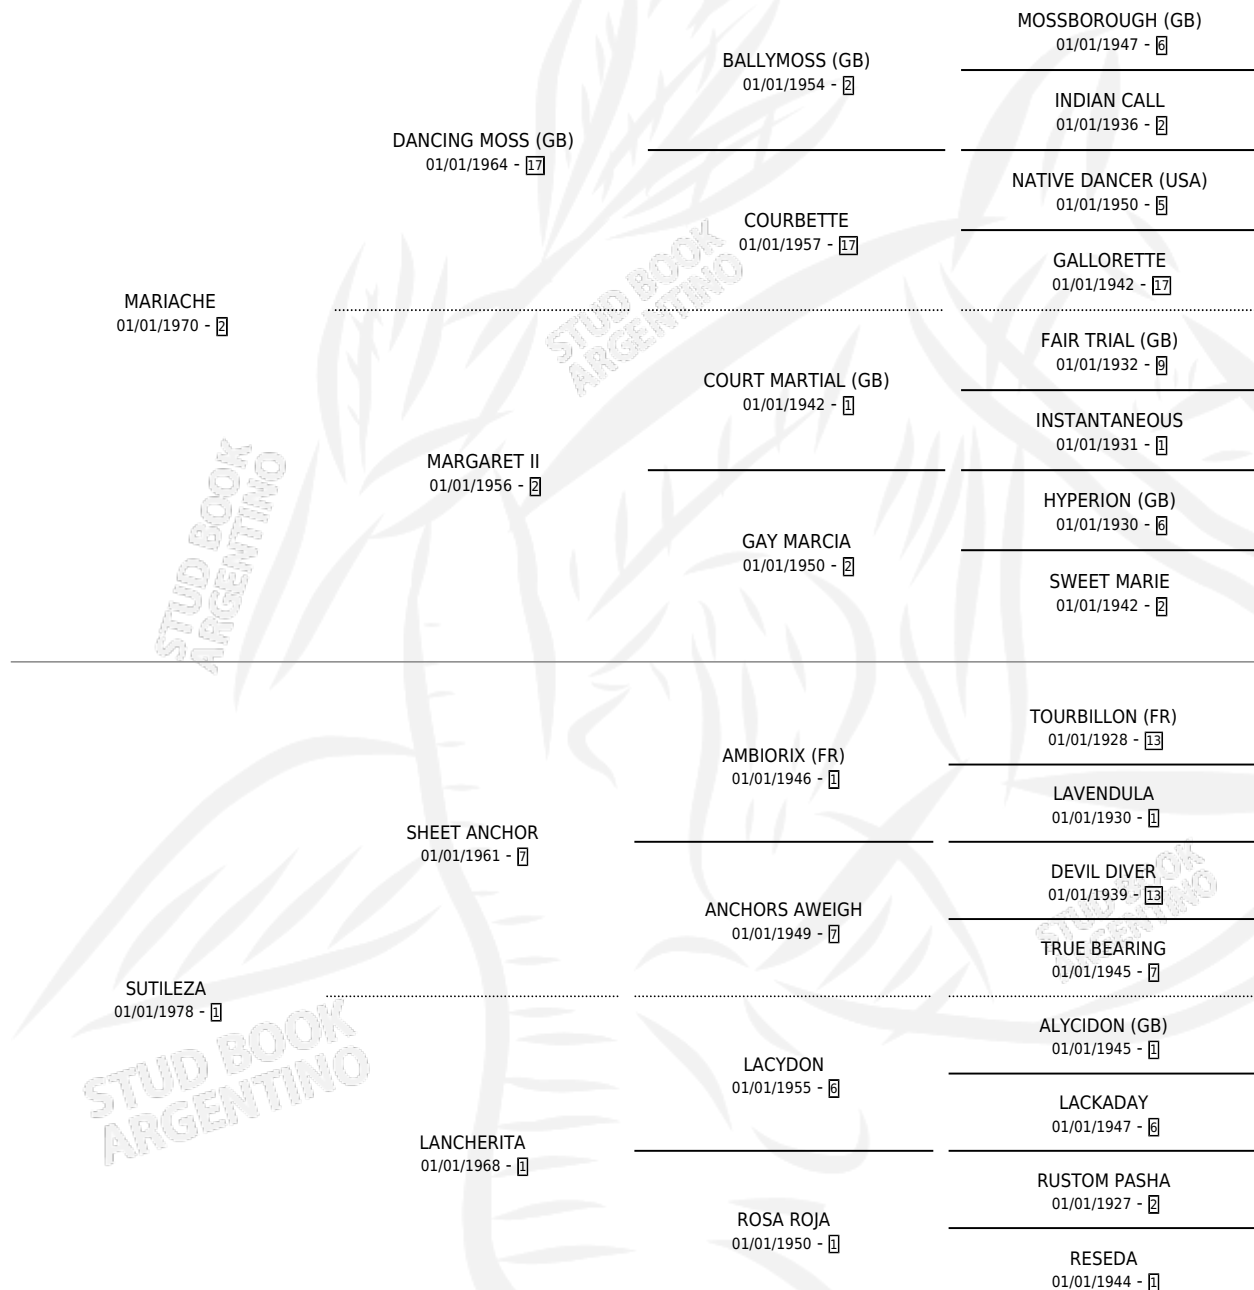 MOSSBOROUGH (GB)
01/01/1947 - 6
BALLYMOSS (GB)
01/01/1954 - 2
INDIAN CALL
01/01/1936 - 2
DANCING MOSS (GB)
01/01/1964 - 17
NATIVE DANCER (USA)
01/01/1950 - 5
COURBETTE
01/01/1957 - 17
GALLORETTE
01/01/1942 - 17
MARIACHE
01/01/1970 - 2
FAIR TRIAL (GB)
01/01/1932 - 9
COURT MARTIAL (GB)
01/01/1942 - 1
INSTANTANEOUS
01/01/1931 - 1
MARGARET II
01/01/1956 - 2
HYPERION (GB)
01/01/1930 - 6
GAY MARCIA
01/01/1950 - 2
SWEET MARIE
01/01/1942 - 2
TOURBILLON (FR)
01/01/1928 - 13
AMBIORIX (FR)
01/01/1946 - 1
LAVENDULA
01/01/1930 - 1
SHEET ANCHOR
01/01/1961 - 7
DEVIL DIVER
01/01/1939 - 13
ANCHORS AWEIGH
01/01/1949 - 7
TRUE BEARING
01/01/1945 - 7
SUTILEZA
01/01/1978 - 1
ALYCIDON (GB)
01/01/1945 - 1
LACYDON
01/01/1955 - 6
LACKADAY
01/01/1947 - 6
LANCHERITA
01/01/1968 - 1
RUSTOM PASHA
01/01/1927 - 2
ROSA ROJA
01/01/1950 - 1
RESEDA
01/01/1944 - 1
STUD BOOK
ARGENTINO
STUD BOOK
ARGENTINO
STUD BOOK
ARGENTINO
STUD BOOK
ARGENTINO